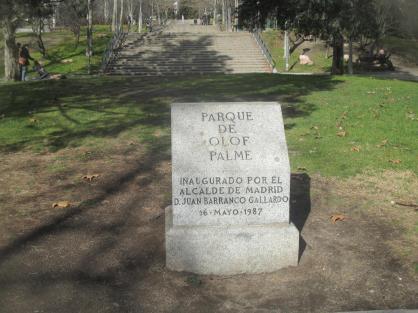 PARQUE
DE
OLOF
PALME
INAUGURADO POR EL
ALCALDE DE MADRID
D. JUAN BARRANCO GALLARDO
16·MAYO·1987